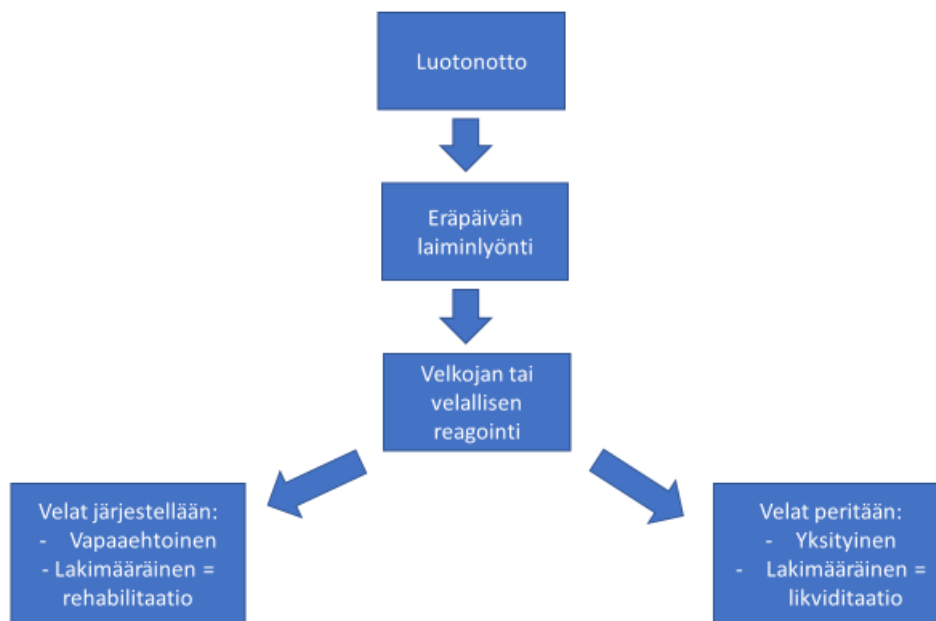 Luotonotto
Eräpäivän
laiminlyönti
Velkojan tai
velallisen
reagointi
Velat järjestellään:
- Vapaaehtoinen
- Lakimääräinen =
rehabilitaatio
Velat peritään:
- Yksityinen
- Lakimääräinen =
likviditaatio